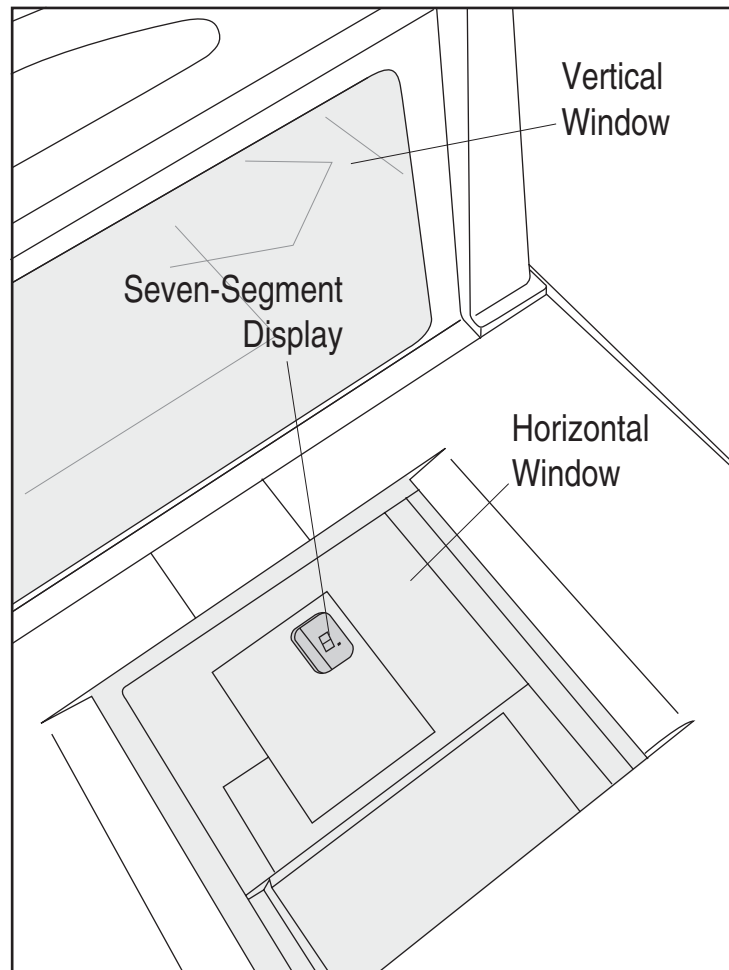 Vertical
Window
Seven-Segment
Display
Horizontal
Window